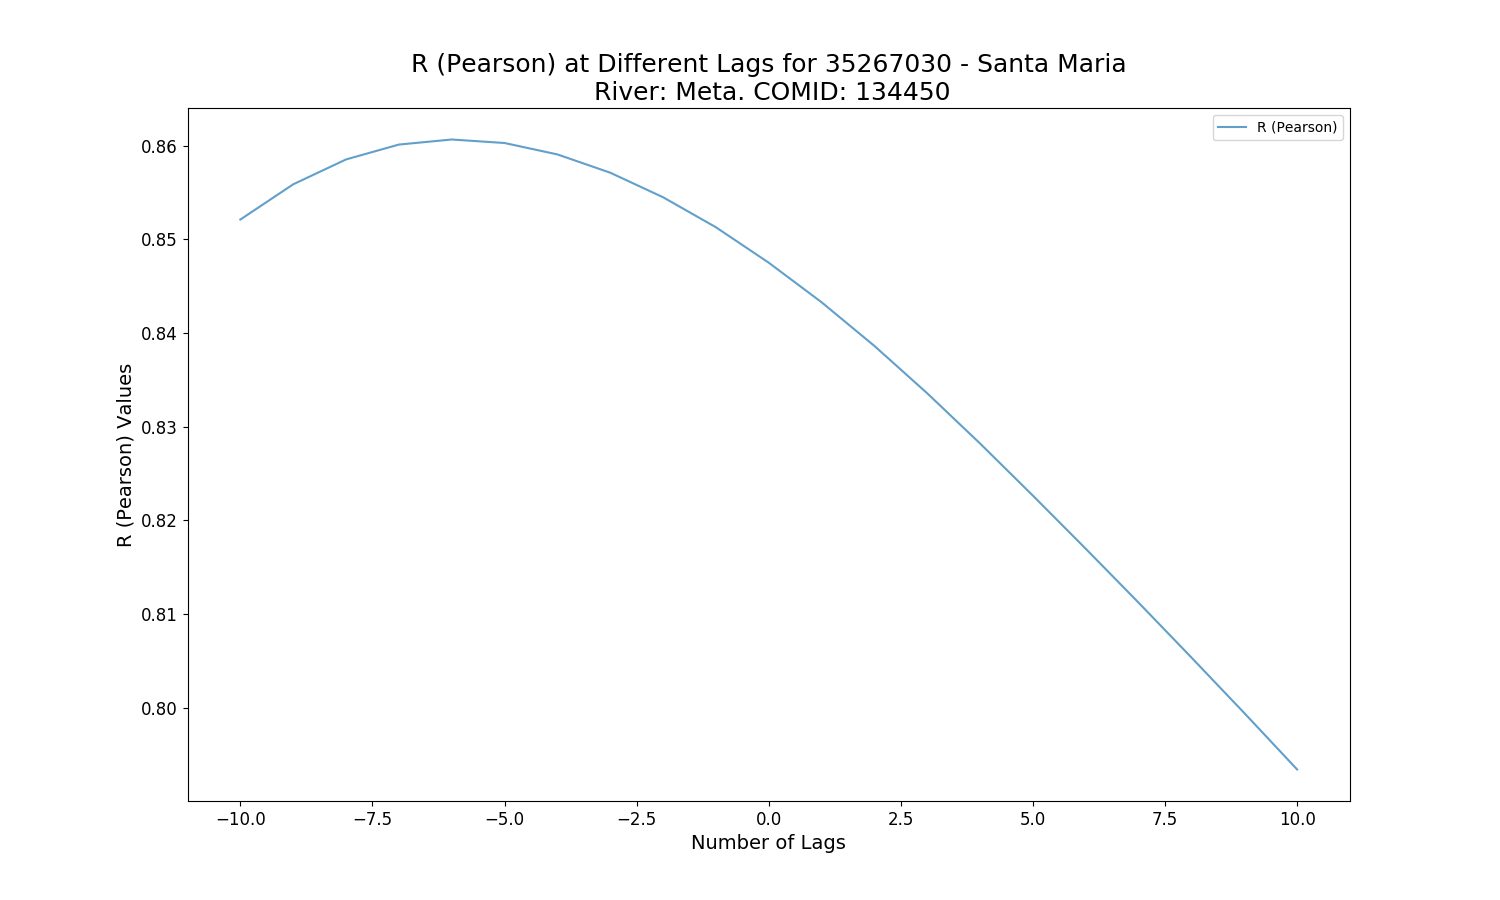 R (Pearson) at Different Lags for 35267030 - Santa Maria
River: Meta. COMID: 134450
R (Pearson)
R (Pearson) Values
0.86
0.85
0.84
0.83
0.82
0.81
0.80
−10.0 −7.5 −5.0 −2.5 0.0 2.5 5.0 7.5 10.0
Number of Lags